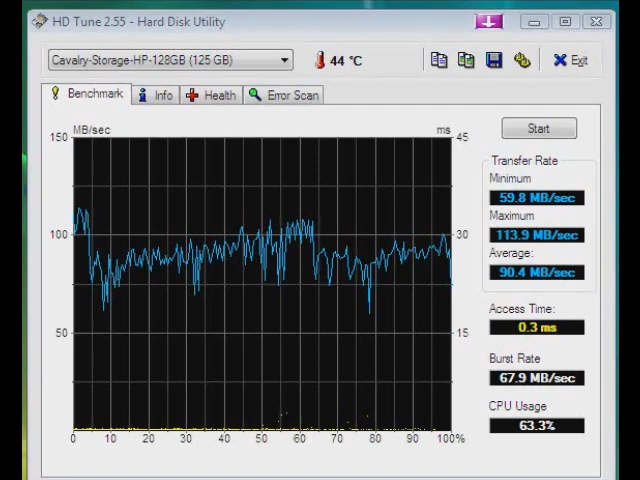 HD Tune 2.55 - Hard Disk Utility
Cavalry-Storage-HP-128GB (125 GB)
44 °C
Exit
Benchmark
Info
Health
Error Scan
150
MB/sec
ms
45
Start
Transfer Rate
Minimum
59.8 MB/sec
Maximum
113.9 MB/sec
Average:
90.4 MB/sec
100
30
Access Time:
0.3 ms
50
15
Burst Rate
67.9 MB/sec
CPU Usage
63.3%
0
10
20
30
40
50
60
70
80
90
100%